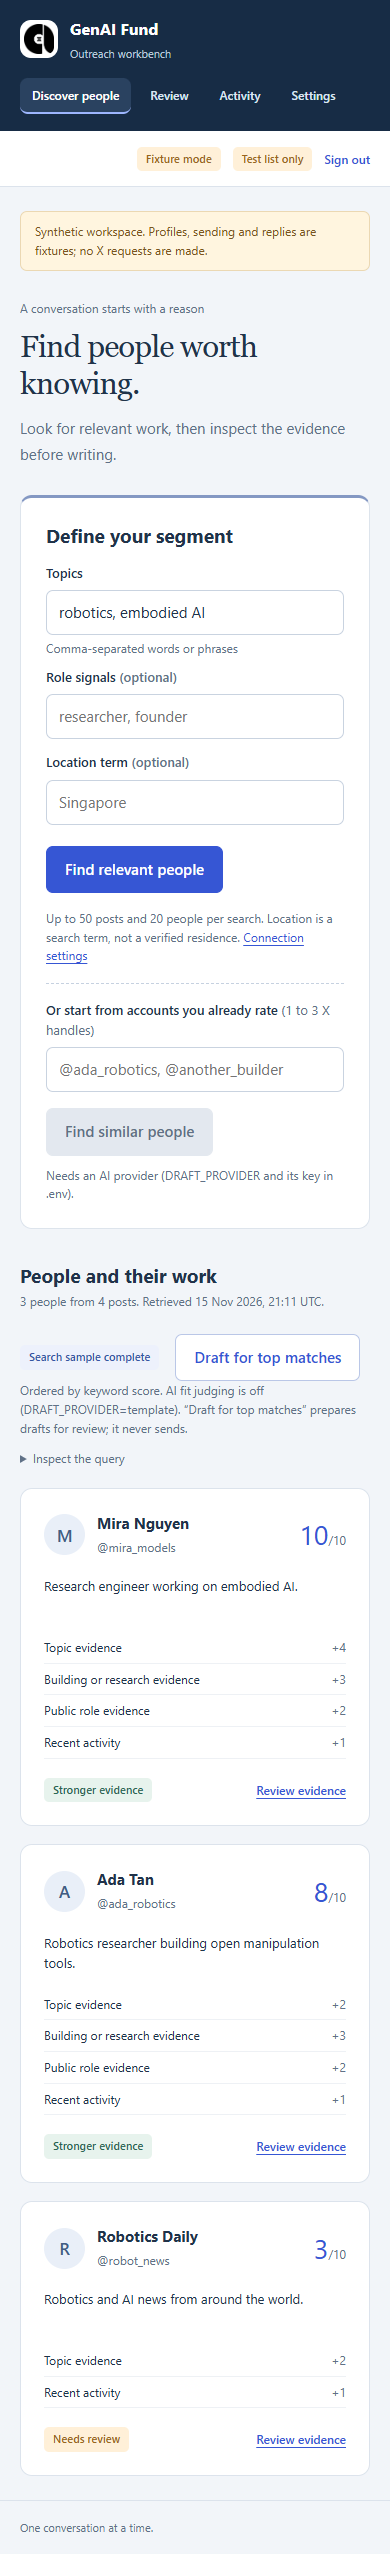 GenAI Fund
Outreach workbench
Discover people
Review
Activity
Settings
Fixture mode
Test list only
Sign out
Synthetic workspace. Profiles, sending and replies are
fixtures; no X requests are made.
A conversation starts with a reason
Find people worth
knowing.
Look for relevant work, then inspect the evidence
before writing.
Define your segment
Topics
robotics, embodied AI
Comma-separated words or phrases
Role signals (optional)
researcher, founder
Location term (optional)
Singapore
Find relevant people
Up to 50 posts and 20 people per search. Location is a
search term, not a verified residence. Connection
settings
Or start from accounts you already rate (1 to 3 X
handles)
@ada_robotics, @another_builder
Find similar people
Needs an AI provider (DRAFT_PROVIDER and its key in
.env).
People and their work
3 people from 4 posts. Retrieved 15 Nov 2026, 21:11 UTC.
Search sample complete
Draft for top matches
Ordered by keyword score. AI fit judging is off
(DRAFT_PROVIDER=template). “Draft for top matches” prepares
drafts for review; it never sends.
Inspect the query
M
Mira Nguyen
@mira_models
10/10
Research engineer working on embodied AI.
Topic evidence +4
Building or research evidence +3
Public role evidence +2
Recent activity +1
Stronger evidence
Review evidence
A
Ada Tan
@ada_robotics
8/10
Robotics researcher building open manipulation
tools.
Topic evidence +2
Building or research evidence +3
Public role evidence +2
Recent activity +1
Stronger evidence
Review evidence
R
Robotics Daily
@robot_news
3/10
Robotics and AI news from around the world.
Topic evidence +2
Recent activity +1
Needs review
Review evidence
One conversation at a time.